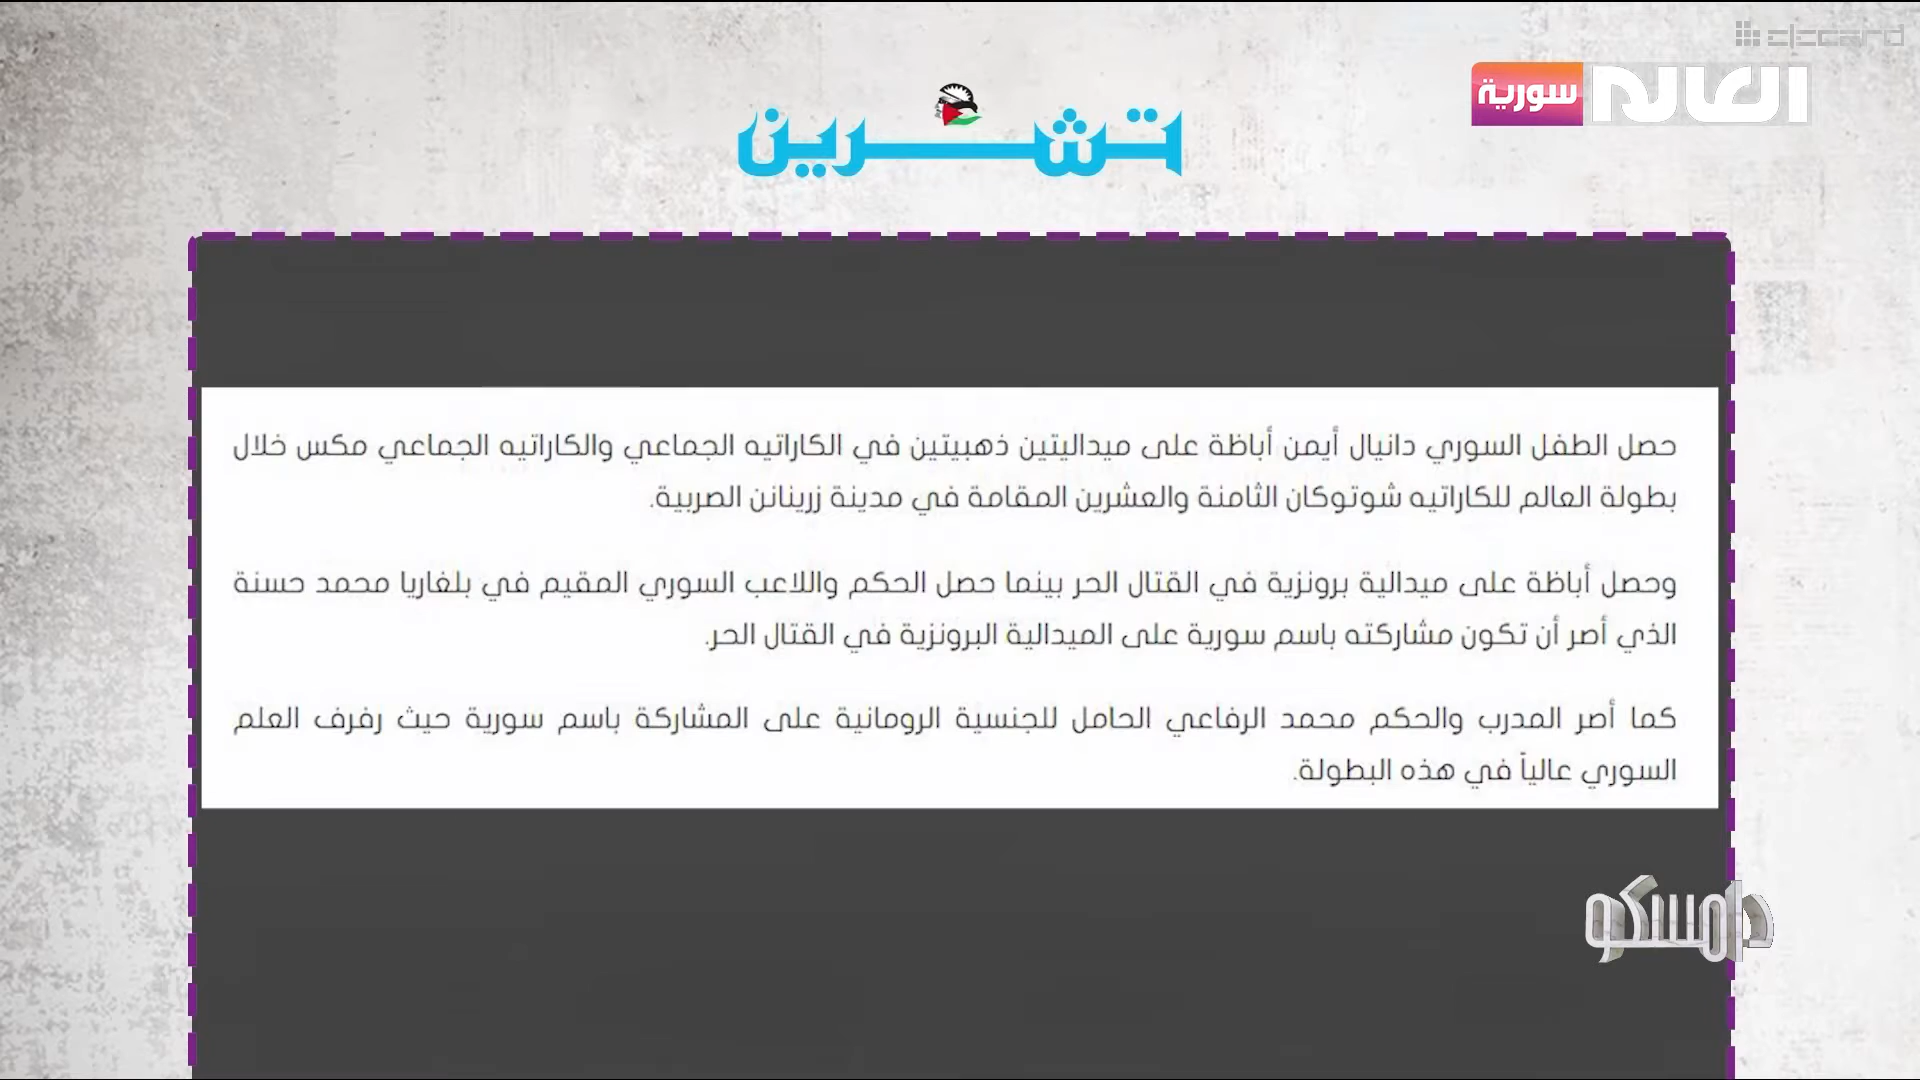 elecard
العالم سورية
تشرين
حصل الطفل السوري دانيال أيمن أباظة على ميداليتين ذهبيتين في الكاراتيه الجماعي والكاراتيه الجماعي مكس خلال
بطولة العالم للكاراتيه شوتوكان الثامنة والعشرين المقامة في مدينة زرينانن الصربية.
وحصل أباظة على ميدالية برونزية في القتال الحر بينما حصل الحكم واللاعب السوري المقيم في بلغاريا محمد حسنة
الذي أصر أن تكون مشاركته باسم سورية على الميدالية البرونزية في القتال الحر.
كما أصر المدرب والحكم محمد الرفاعي الحامل للجنسية الرومانية على المشاركة باسم سورية حيث رفرف العلم
السوري عالياً في هذه البطولة.
دامسكو